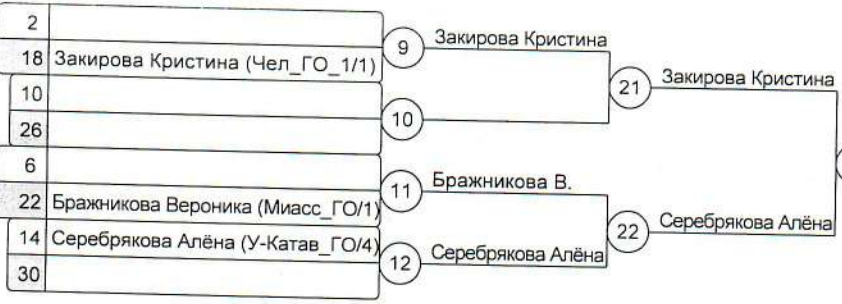 2
18 Закирова Кристина (Чел_ГО_1/1)
10
26
6
22 Бражникова Вероника (Миасс_ГО/1)
14 Серебрякова Алёна (У-Катав_ГО/4)
30
9
10
11
12
Закирова Кристина
Бражникова В.
Серебрякова Алёна
21
22
Закирова Кристина
Серебрякова Алёна